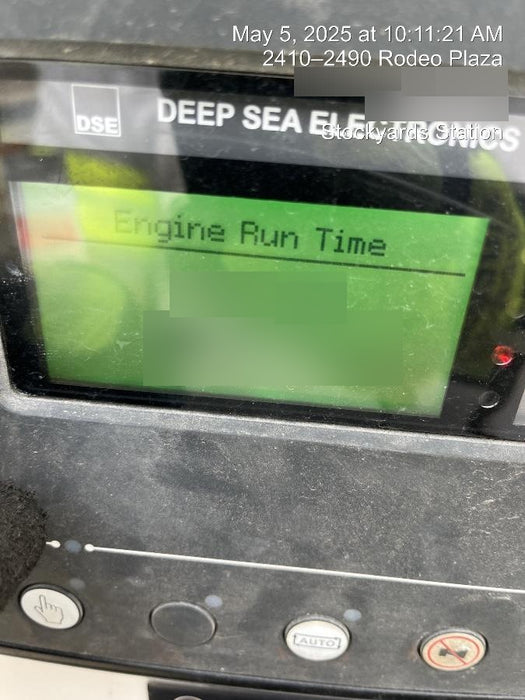 May 5, 2025 at 10:11:21 AM
2410–2490 Rodeo Plaza
Stockyards Station
DSE
DEEP SEA ELECTRONICS
Engine Run Time
AUTO